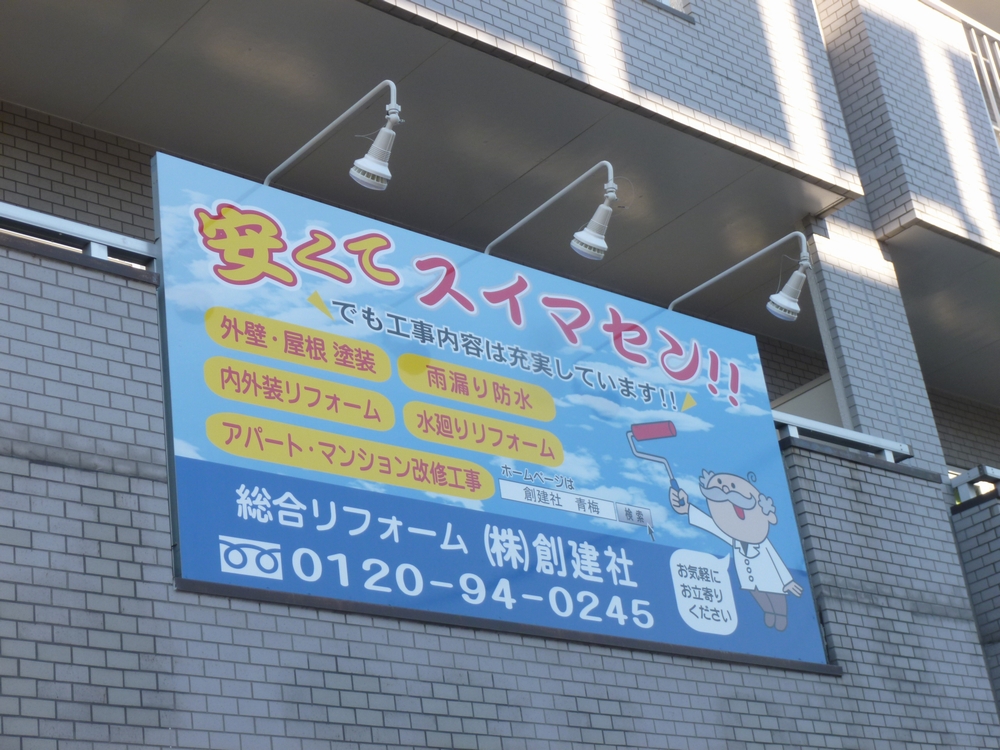 安くてスイマセン!!
でも工事内容は充実しています!!
外壁・屋根 塗装
雨漏り防水
内外装リフォーム
水廻りリフォーム
アパート・マンション改修工事
ホームページは
創建社 青梅 検索
総合リフォーム (株)創建社
0120-94-0245
お気軽に
お立寄り
ください